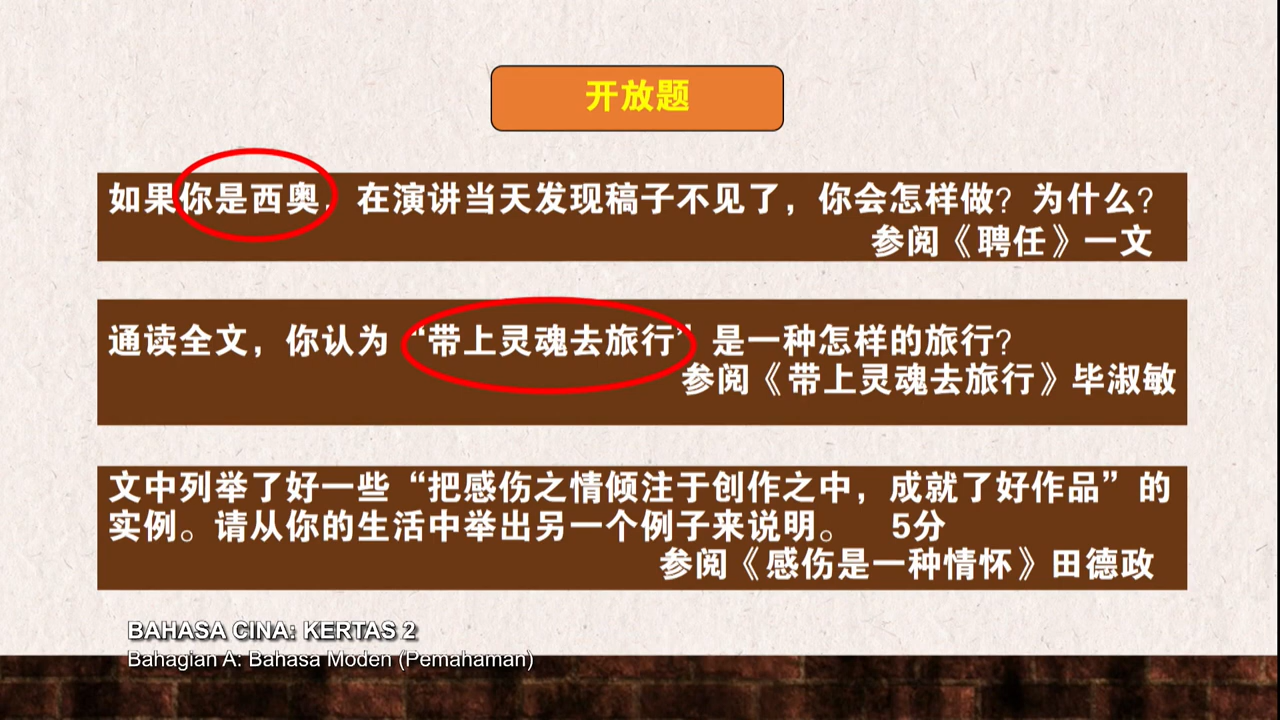 开放题
如果你是西奥，在演讲当天发现稿子不见了，你会怎样做？为什么？
参阅《聘任》一文
通读全文，你认为“带上灵魂去旅行”是一种怎样的旅行？
参阅《带上灵魂去旅行》毕淑敏
文中列举了好一些“把感伤之情倾注于创作之中，成就了好作品”的
实例。请从你的生活中举出另一个例子来说明。 5分
参阅《感伤是一种情怀》田德政
BAHASA CINA: KERTAS 2
Bahagian A: Bahasa Moden (Pemahaman)